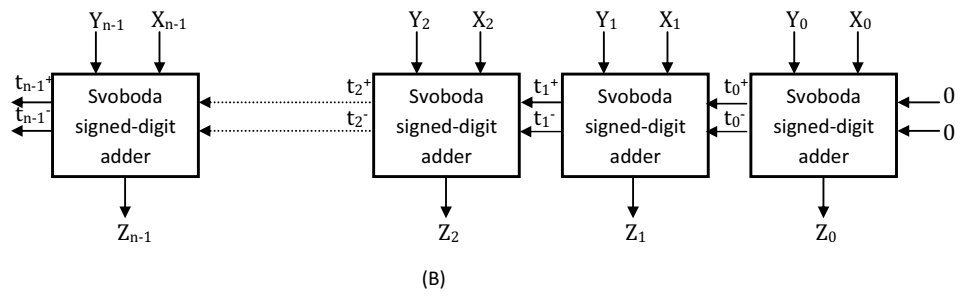 Yn-1 Xn-1 Y2 X2 Y1 X1 Y0 X0
tn-1+ Svoboda t2+ Svoboda t1+ Svoboda t0+ Svoboda 0
tn-1- signed-digit t2- signed-digit t1- signed-digit t0- signed-digit 0
adder adder adder adder
Zn-1 Z2 Z1 Z0
(B)